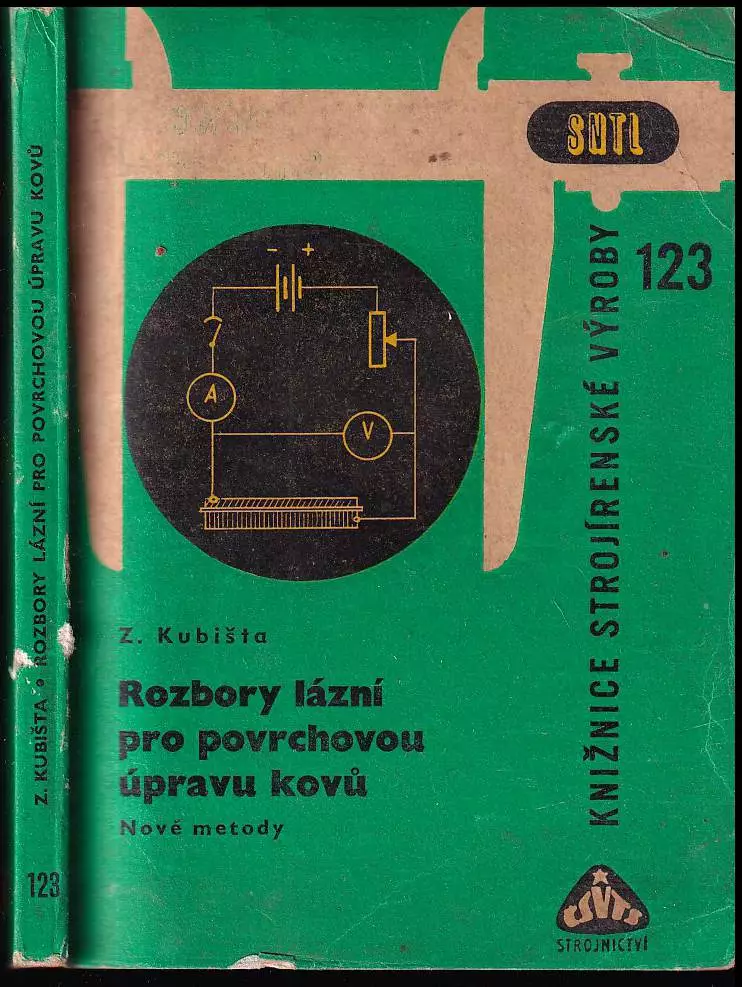 Z. KUBIŠTA • ROZBORY LÁZNÍ PRO POVRCHOVOU ÚPRAVU KOVŮ
123
SNTL
123
KNIŽNICE STROJÍRENSKÉ VÝROBY
- +
A
V
Z. Kubišta
Rozbory lázní
pro povrchovou
úpravu kovů
Nové metody
ČSVTS
STROJNICTVÍ